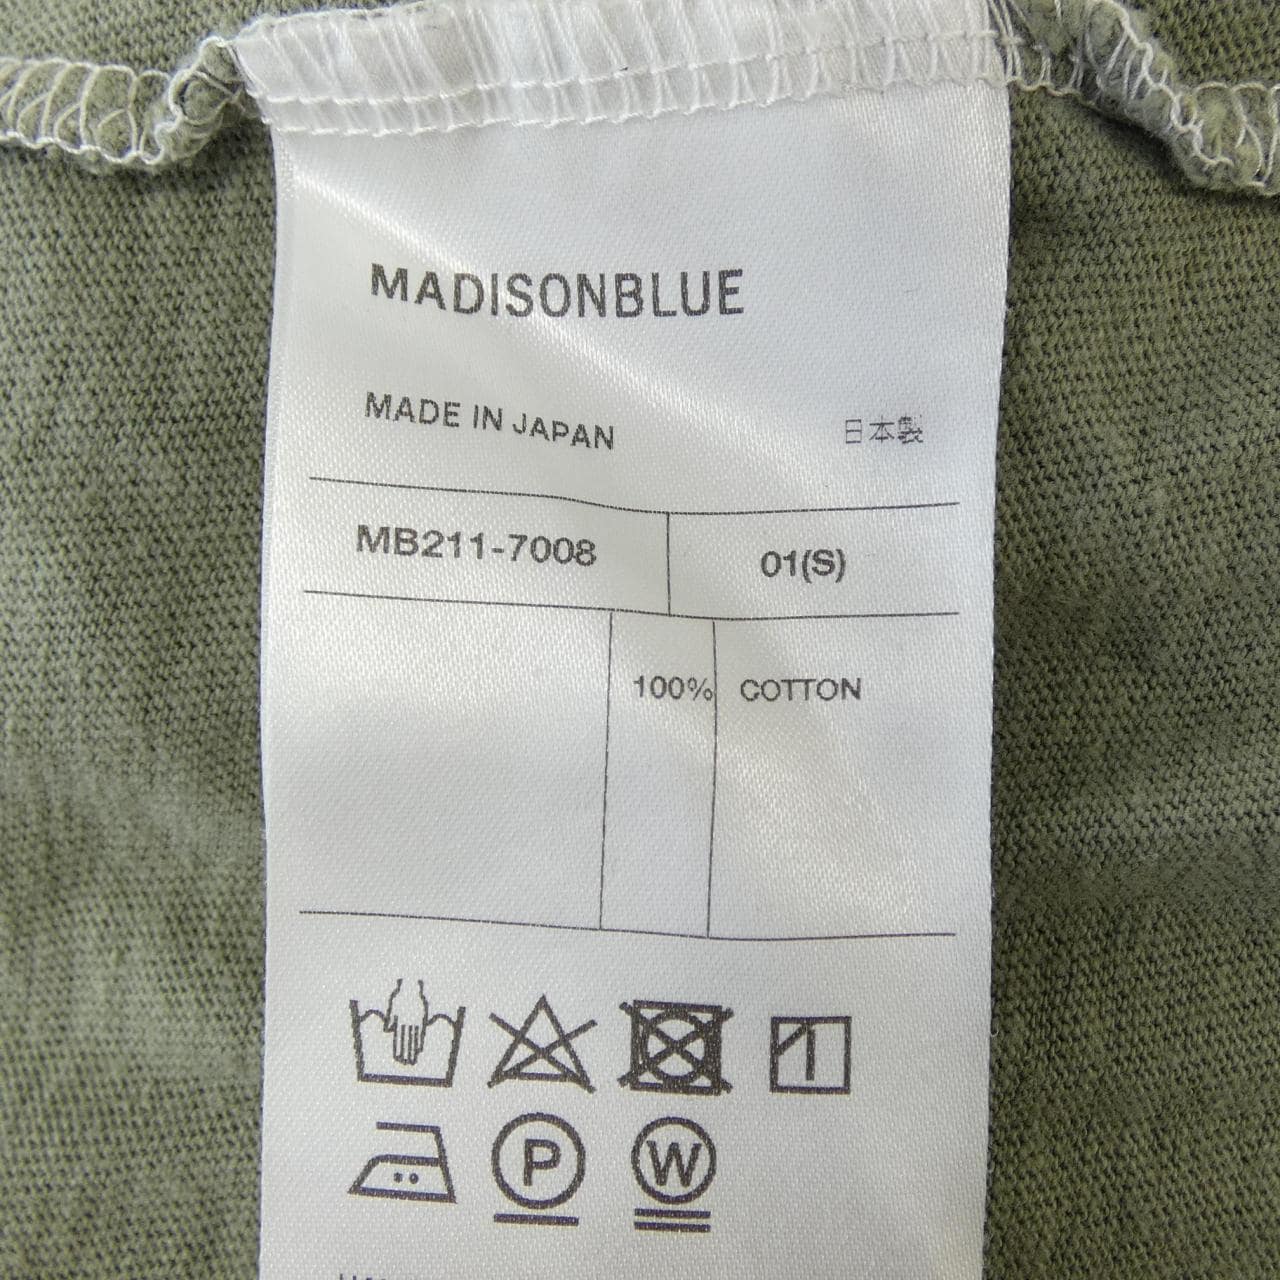 MADISONBLUE
MADE IN JAPAN 日本製
MB211-7008 01(S)
100% COTTON
P W